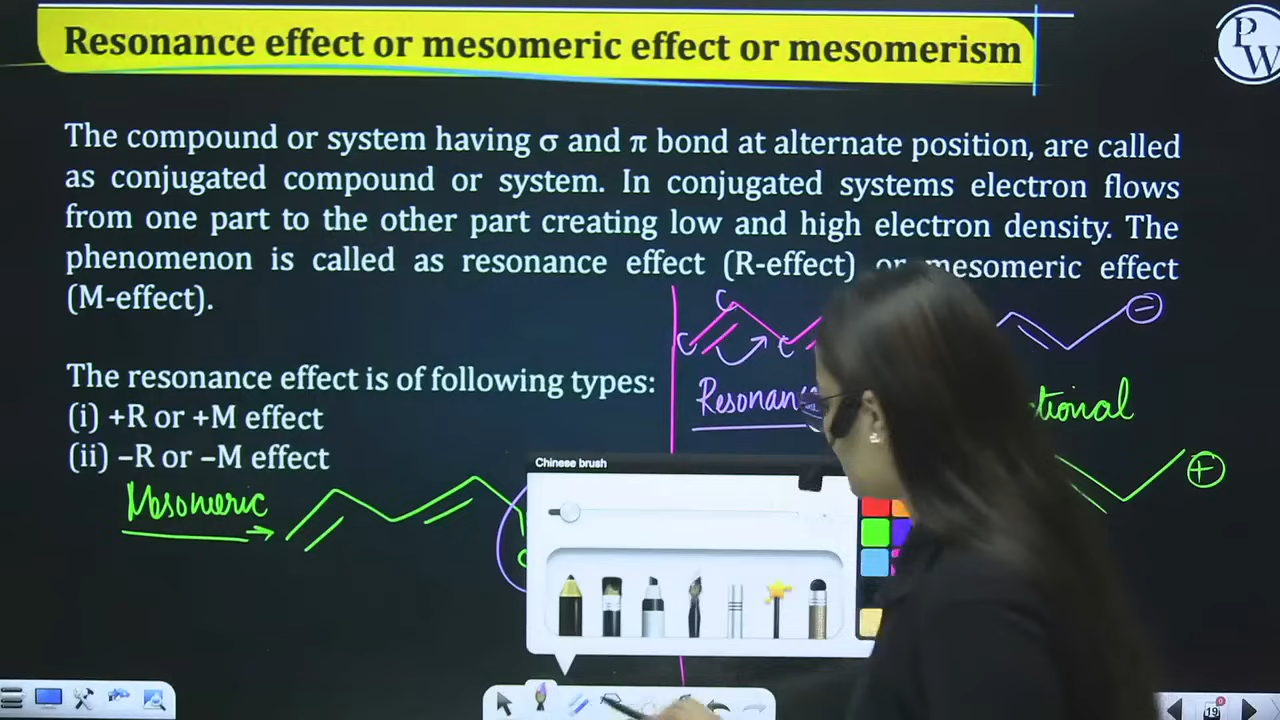 Resonance effect or mesomeric effect or mesomerism
P
W
The compound or system having σ and π bond at alternate position, are called
as conjugated compound or system. In conjugated systems electron flows
from one part to the other part creating low and high electron density. The
phenomenon is called as resonance effect (R-effect) or mesomeric effect
(M-effect).
The resonance effect is of following types:
(i) +R or +M effect
(ii) –R or –M effect
Resonan
tional
Mesomeric
Chinese brush
19